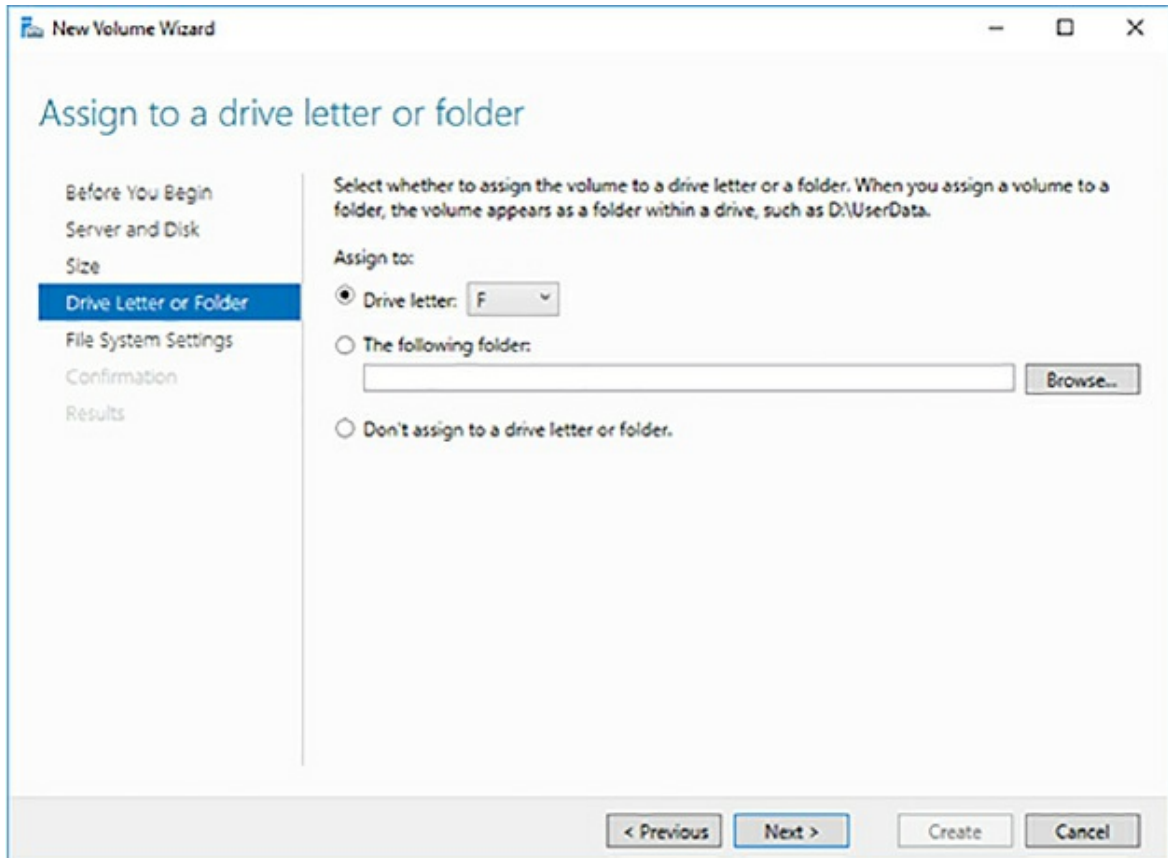 New Volume Wizard
Assign to a drive letter or folder
Before You Begin
Server and Disk
Size
Drive Letter or Folder
File System Settings
Confirmation
Results
Select whether to assign the volume to a drive letter or a folder. When you assign a volume to a
folder, the volume appears as a folder within a drive, such as D:\UserData.
Assign to:
Drive letter: F
The following folder:
Browse...
Don't assign to a drive letter or folder.
< Previous Next > Create Cancel